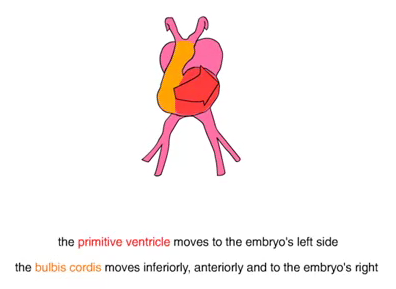 the primitive ventricle moves to the embryo's left side
the bulbis cordis moves inferiorly, anteriorly and to the embryo's right